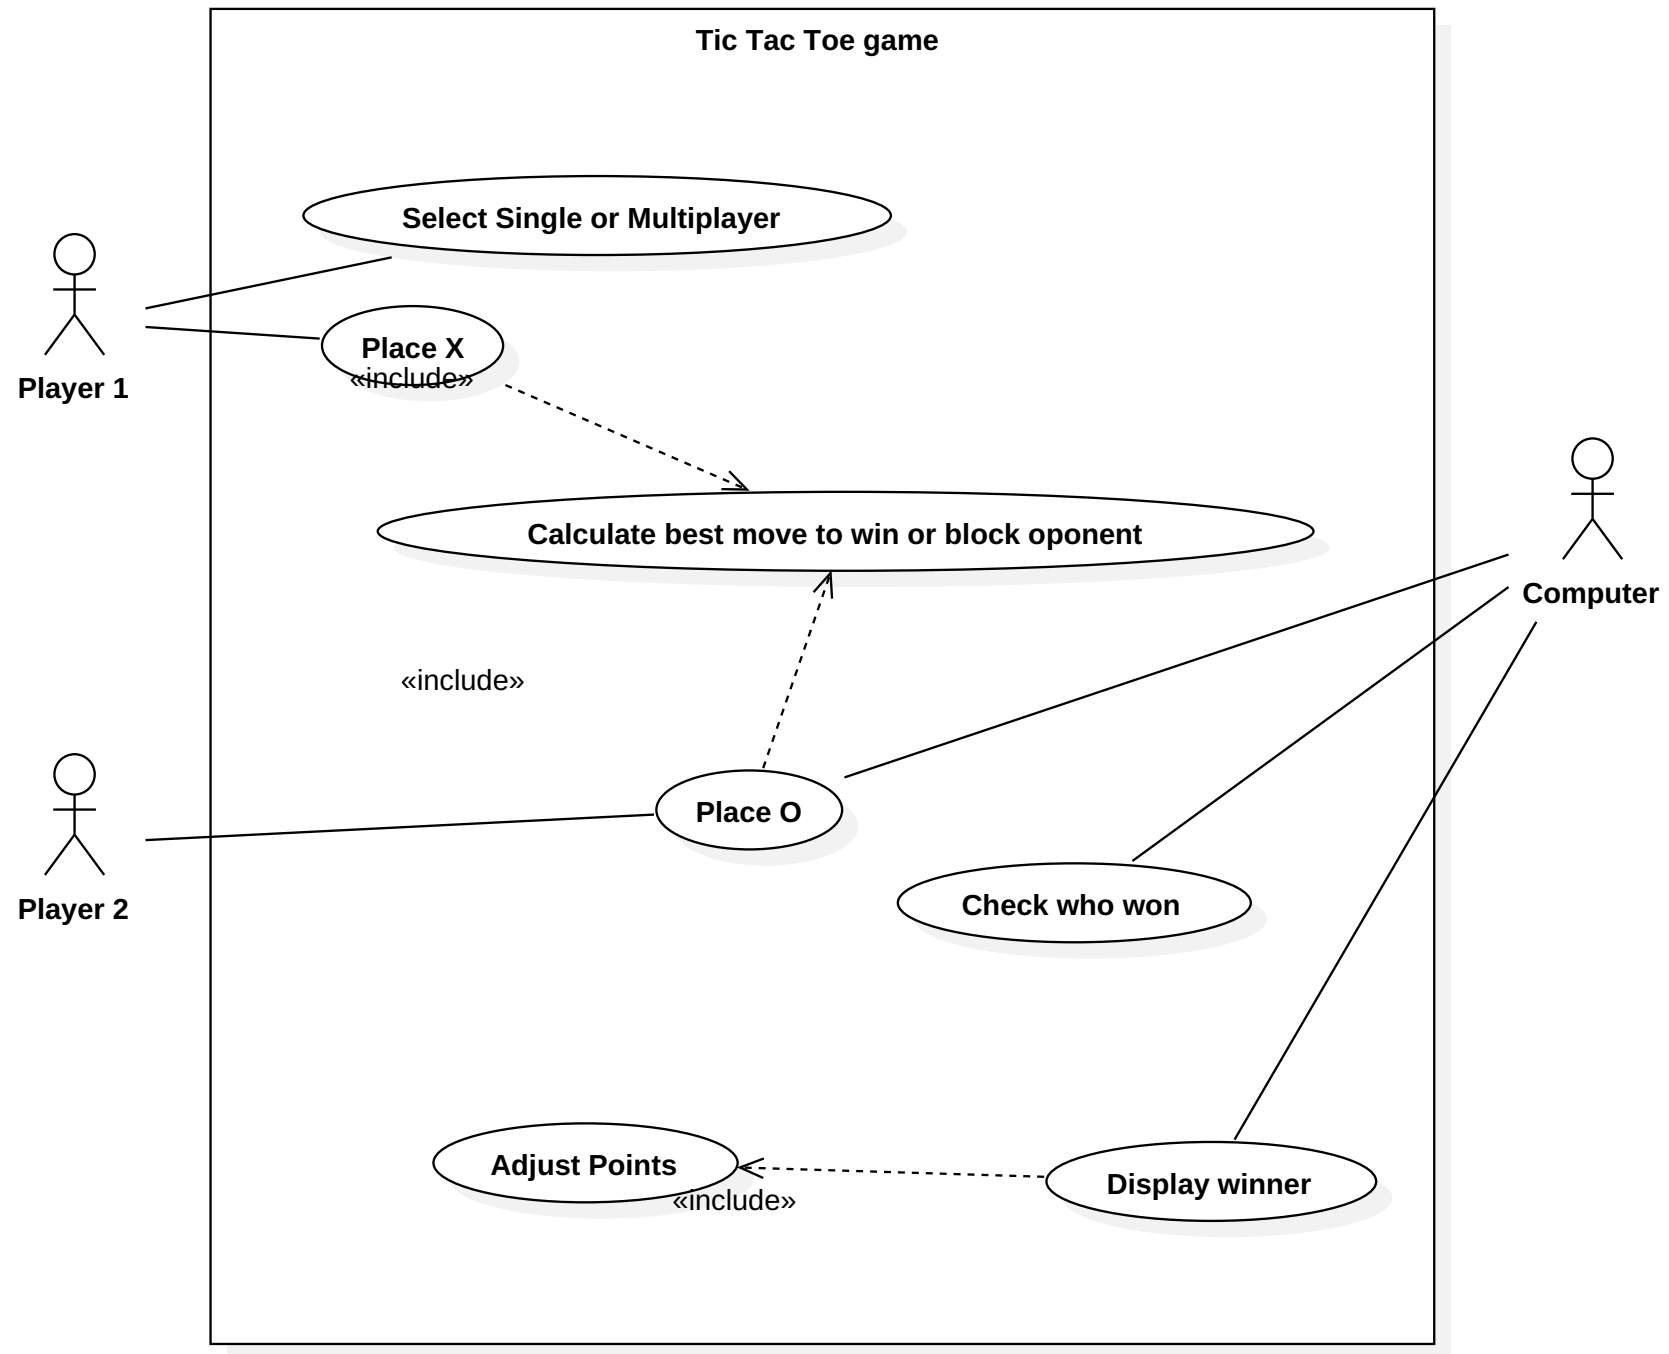 Tic Tac Toe game
Select Single or Multiplayer
Place X
«include»
Player 1
Calculate best move to win or block oponent
Computer
«include»
Place O
Player 2
Check who won
Adjust Points
Display winner
«include»